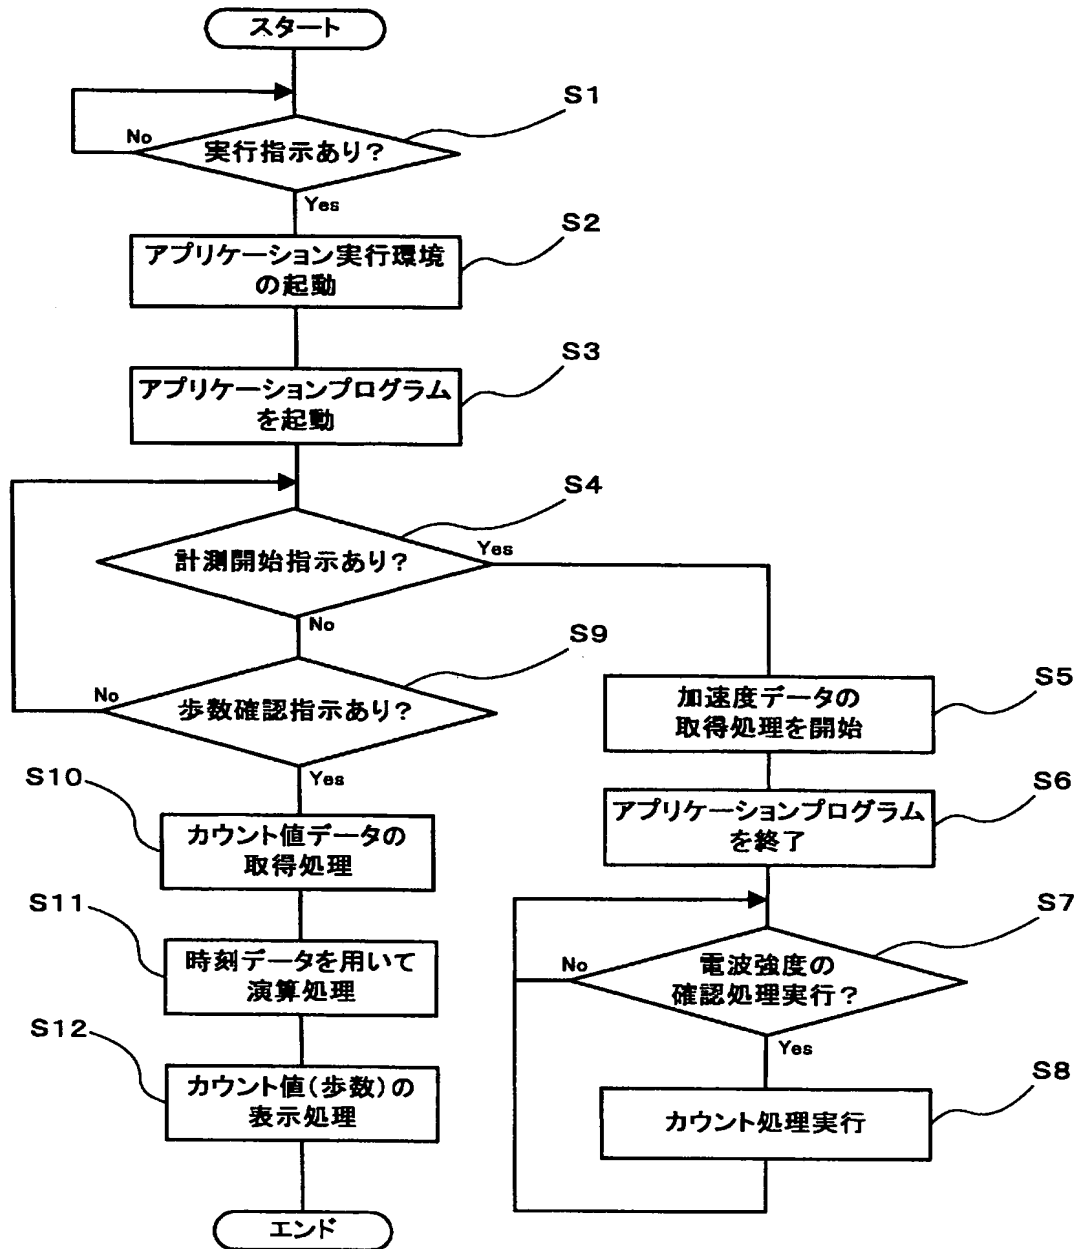 スタート
S1
No
実行指示あり?
Yes
S2
アプリケーション実行環境
の起動
S3
アプリケーションプログラム
を起動
S4
計測開始指示あり?
Yes
No
S9
No
歩数確認指示あり?
Yes
S10
カウント値データの
取得処理
S11
時刻データを用いて
演算処理
S12
カウント値(歩数)の
表示処理
エンド
S5
加速度データの
取得処理を開始
S6
アプリケーションプログラム
を終了
S7
No
電波強度の
確認処理実行?
Yes
S8
カウント処理実行